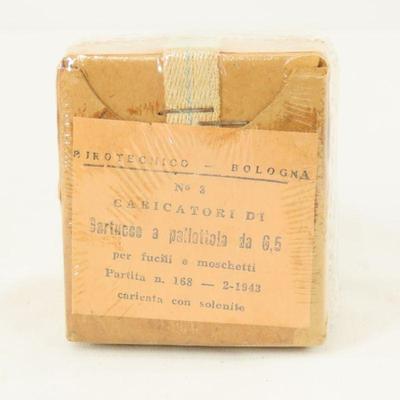 PIROTECNICO — BOLOGNA
N° 3
CARICATORI DI
Cartucce a pallottola da 6,5
per fucili e moschetti
Partita n. 168 — 2-1943
caricata con solenite